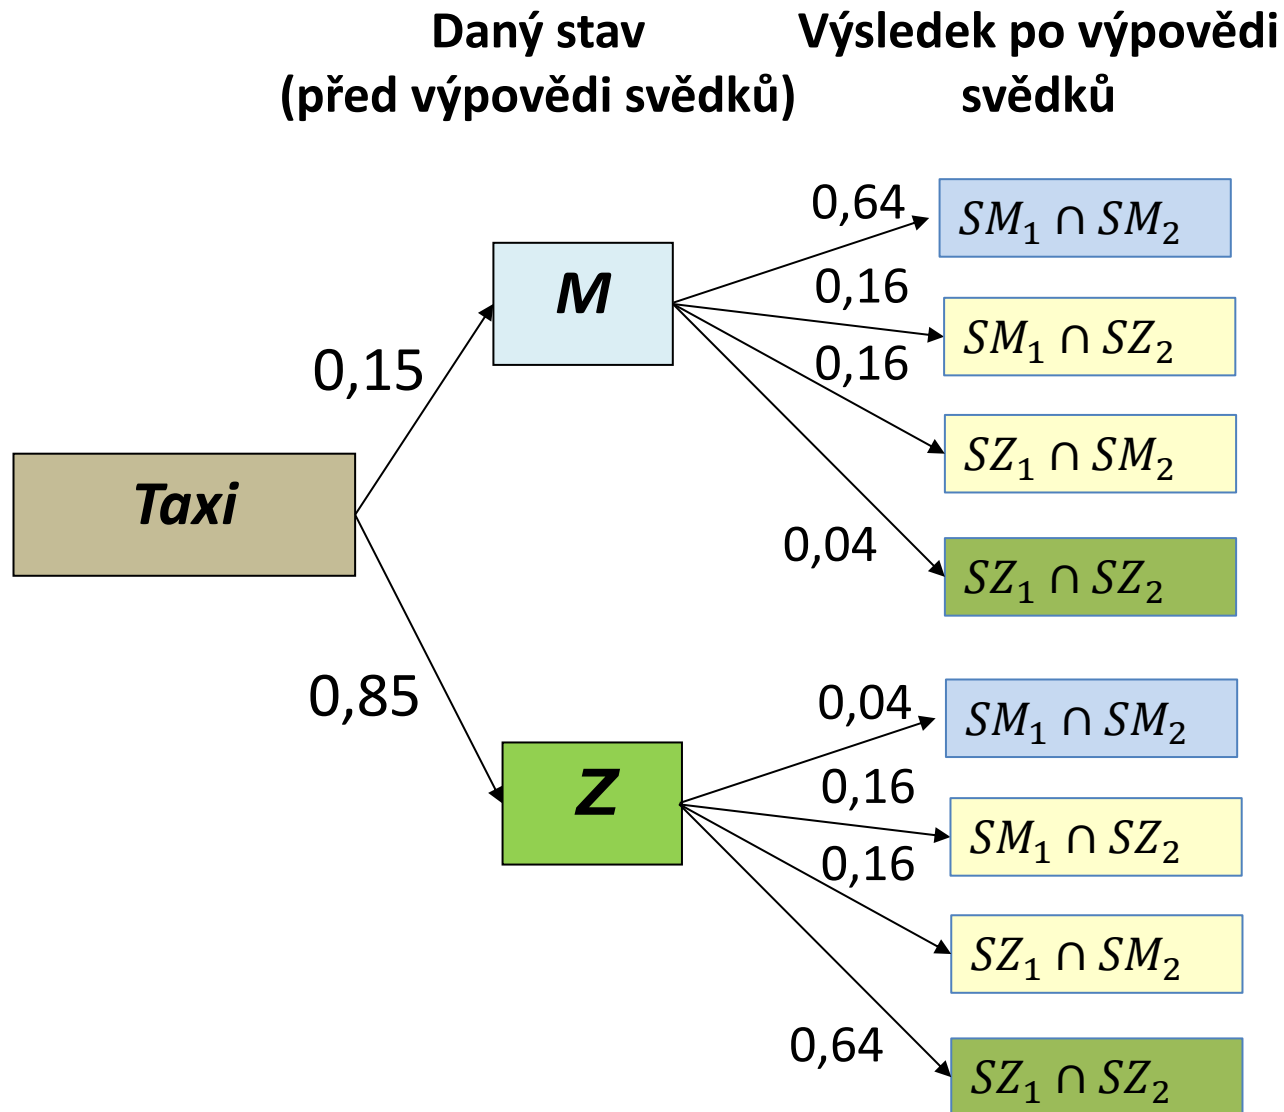 Daný stav
(před výpovědi svědků)
Výsledek po výpovědi
svědků
Taxi
0,15
0,85
M
0,64
0,16
0,16
0,04
SM₁ ∩ SM₂
SM₁ ∩ SZ₂
SZ₁ ∩ SM₂
SZ₁ ∩ SZ₂
Z
0,04
0,16
0,16
0,64
SM₁ ∩ SM₂
SM₁ ∩ SZ₂
SZ₁ ∩ SM₂
SZ₁ ∩ SZ₂